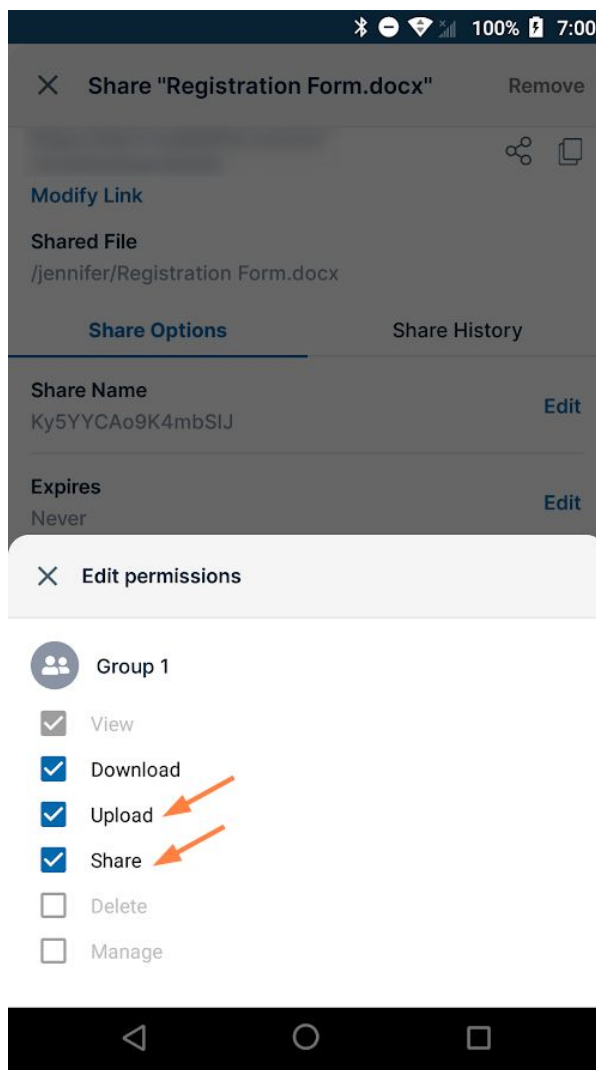 100% 7:00
Share "Registration Form.docx" Remove
Modify Link
Shared File
/jennifer/Registration Form.docx
Share Options Share History
Share Name
Ky5YYCAo9K4mbSIJ
Edit
Expires
Never
Edit
Edit permissions
Group 1
View
Download
Upload
Share
Delete
Manage